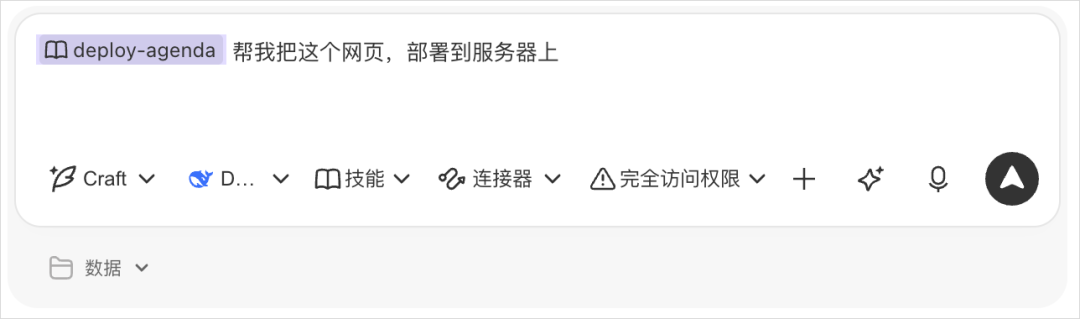 deploy-agenda 帮我把这个网页，部署到服务器上
Craft D... 技能 连接器 完全访问权限
数据